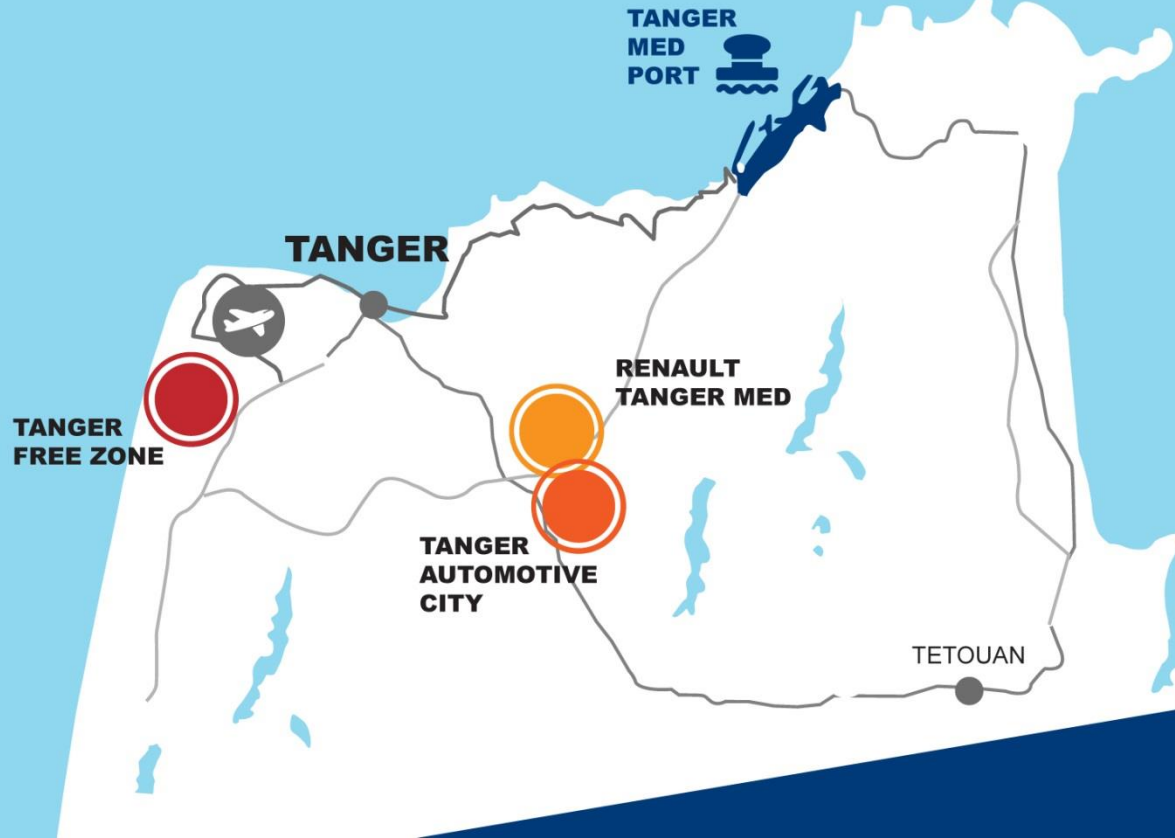 TANGER
MED
PORT
TANGER
RENAULT
TANGER MED
TANGER
FREE ZONE
TANGER
AUTOMOTIVE
CITY
TETOUAN